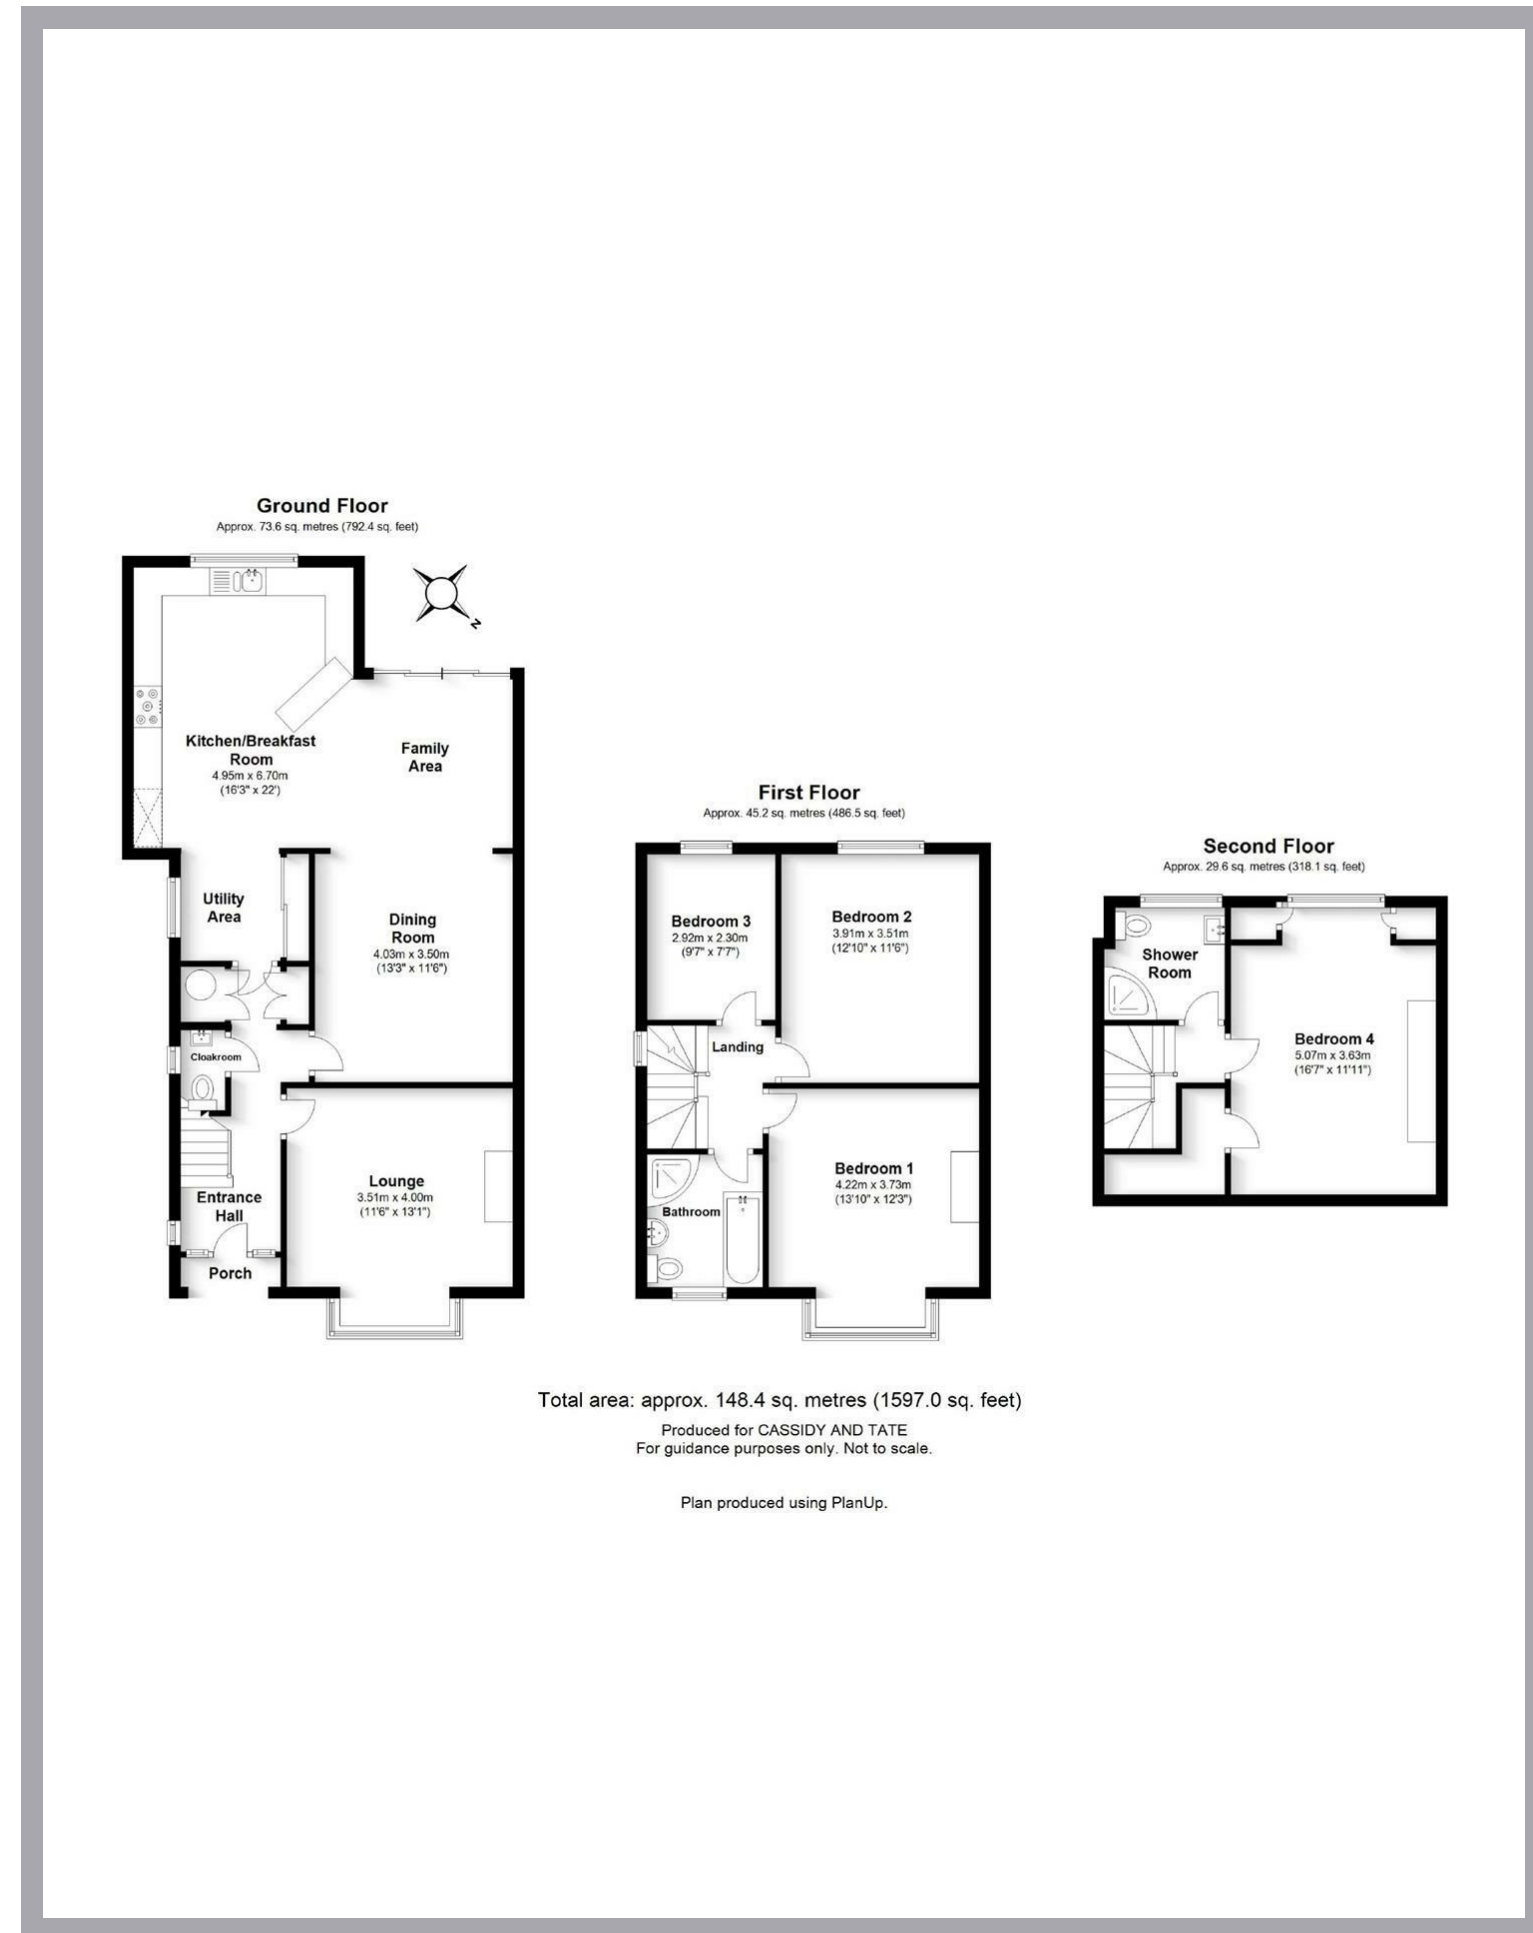 Ground Floor
Approx. 73.6 sq. metres (792.4 sq. feet)
N
Kitchen/Breakfast
Room
4.95m x 6.70m
(16'3" x 22')
Family
Area
Utility
Area
Dining
Room
4.03m x 3.50m
(13'3" x 11'6")
Cloakroom
Lounge
3.51m x 4.00m
(11'6" x 13'1")
Entrance
Hall
Porch
First Floor
Approx. 45.2 sq. metres (486.5 sq. feet)
Bedroom 3
2.92m x 2.30m
(9'7" x 7'7")
Bedroom 2
3.91m x 3.51m
(12'10" x 11'6")
Landing
Bedroom 1
4.22m x 3.73m
(13'10" x 12'3")
Bathroom
Second Floor
Approx. 29.6 sq. metres (318.1 sq. feet)
Shower
Room
Bedroom 4
5.07m x 3.63m
(16'7" x 11'11")
Total area: approx. 148.4 sq. metres (1597.0 sq. feet)
Produced for CASSIDY AND TATE
For guidance purposes only. Not to scale.
Plan produced using PlanUp.